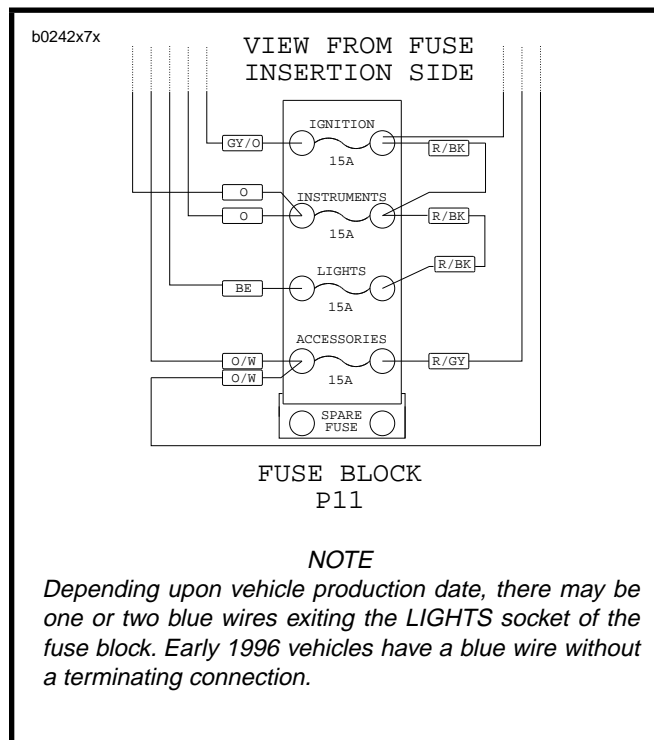 b0242x7x
VIEW FROM FUSE
INSERTION SIDE
IGNITION
GY/O
R/BK
15A
O
INSTRUMENTS
O
R/BK
15A
R/BK
LIGHTS
BE
15A
ACCESSORIES
O/W
R/GY
O/W
15A
SPARE
FUSE
FUSE BLOCK
P11
NOTE
Depending upon vehicle production date, there may be
one or two blue wires exiting the LIGHTS socket of the
fuse block. Early 1996 vehicles have a blue wire without
a terminating connection.